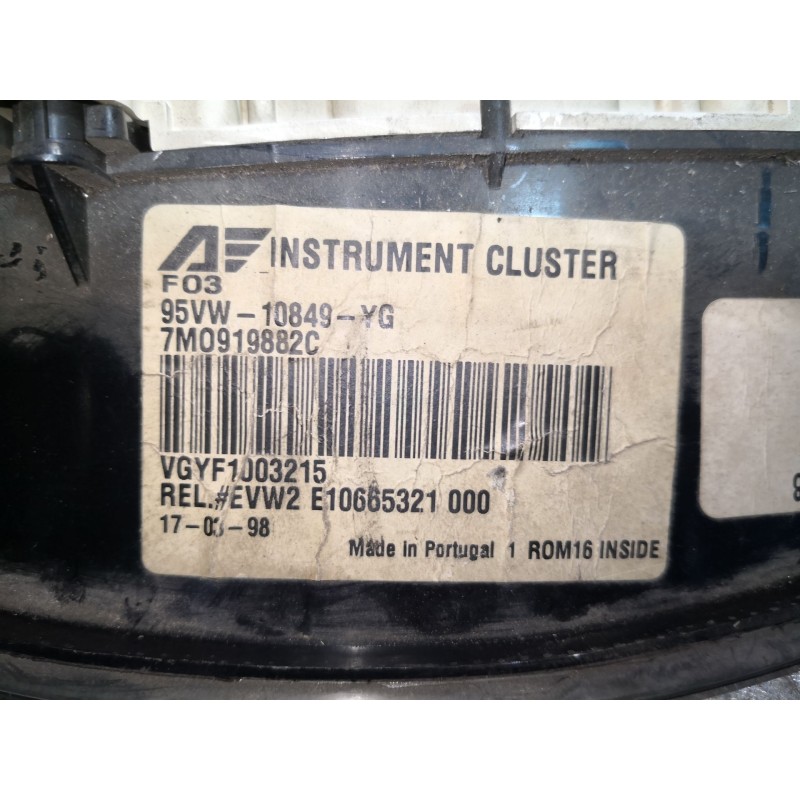 AF INSTRUMENT CLUSTER
F03
95VW-10849-YG
7M0919882C
VGYF1003215
REL.#EVW2 E10665321 000
17-03-98
Made in Portugal 1 ROM16 INSIDE
8